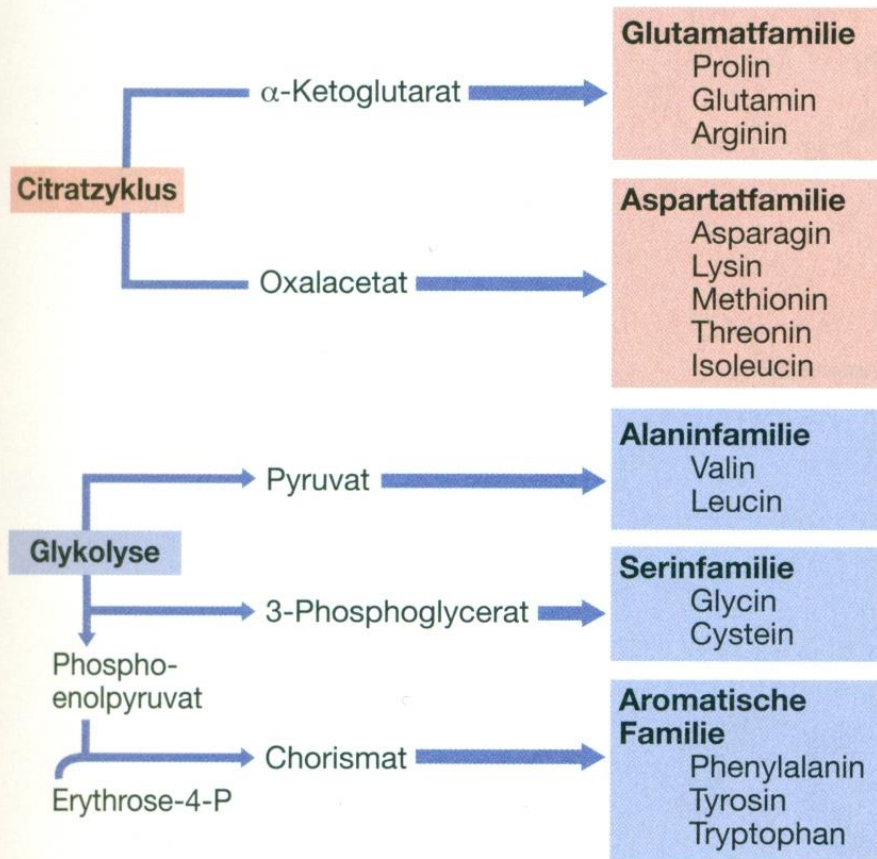 Citratzyklus
α-Ketoglutarat
Oxalacetat
Glutamatfamilie
Prolin
Glutamin
Arginin
Aspartatfamilie
Asparagin
Lysin
Methionin
Threonin
Isoleucin
Glykolyse
Pyruvat
3-Phosphoglycerat
Phospho-
enolpyruvat
Erythrose-4-P
Chorismat
Alaninfamilie
Valin
Leucin
Serinfamilie
Glycin
Cystein
Aromatische
Familie
Phenylalanin
Tyrosin
Tryptophan